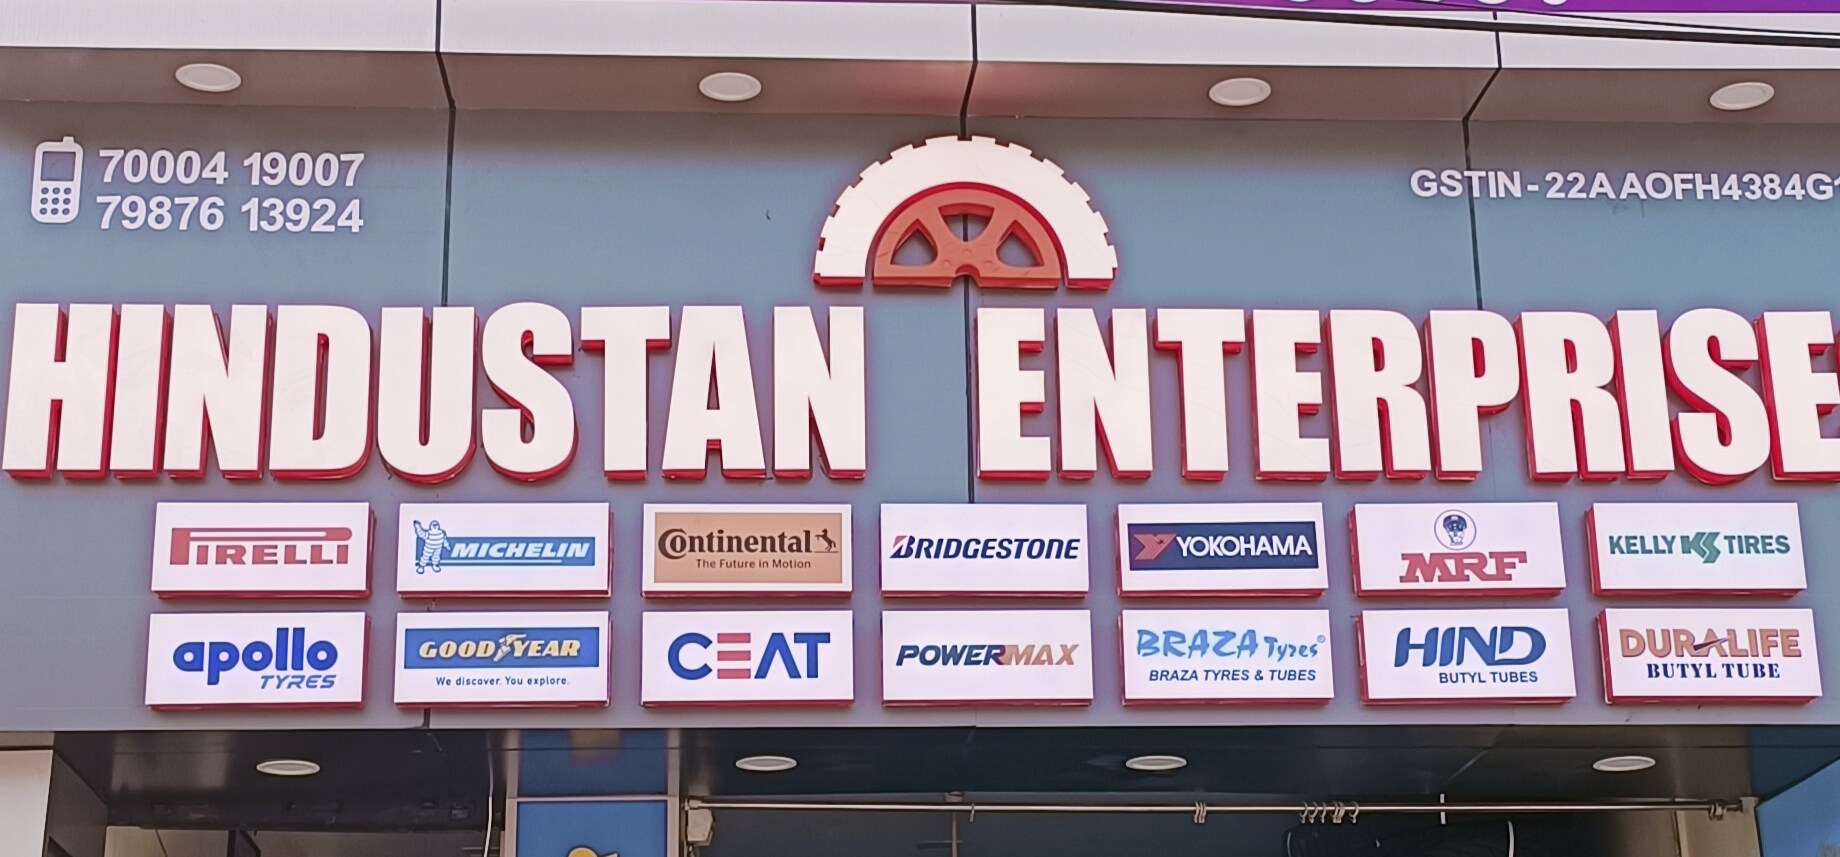 70004 19007
79876 13924
GSTIN-22AAOFH4384G
HINDUSTAN ENTERPRISE
PIRELLI
MICHELIN
Continental
The Future in Motion
BRIDGESTONE
YOKOHAMA
MRF
KELLY TIRES
apollo
TYRES
GOODYEAR
We discover. You explore.
CEAT
POWERMAX
BRAZA Tyres®
BRAZA TYRES & TUBES
HIND
BUTYL TUBES
DURALIFE
BUTYL TUBE